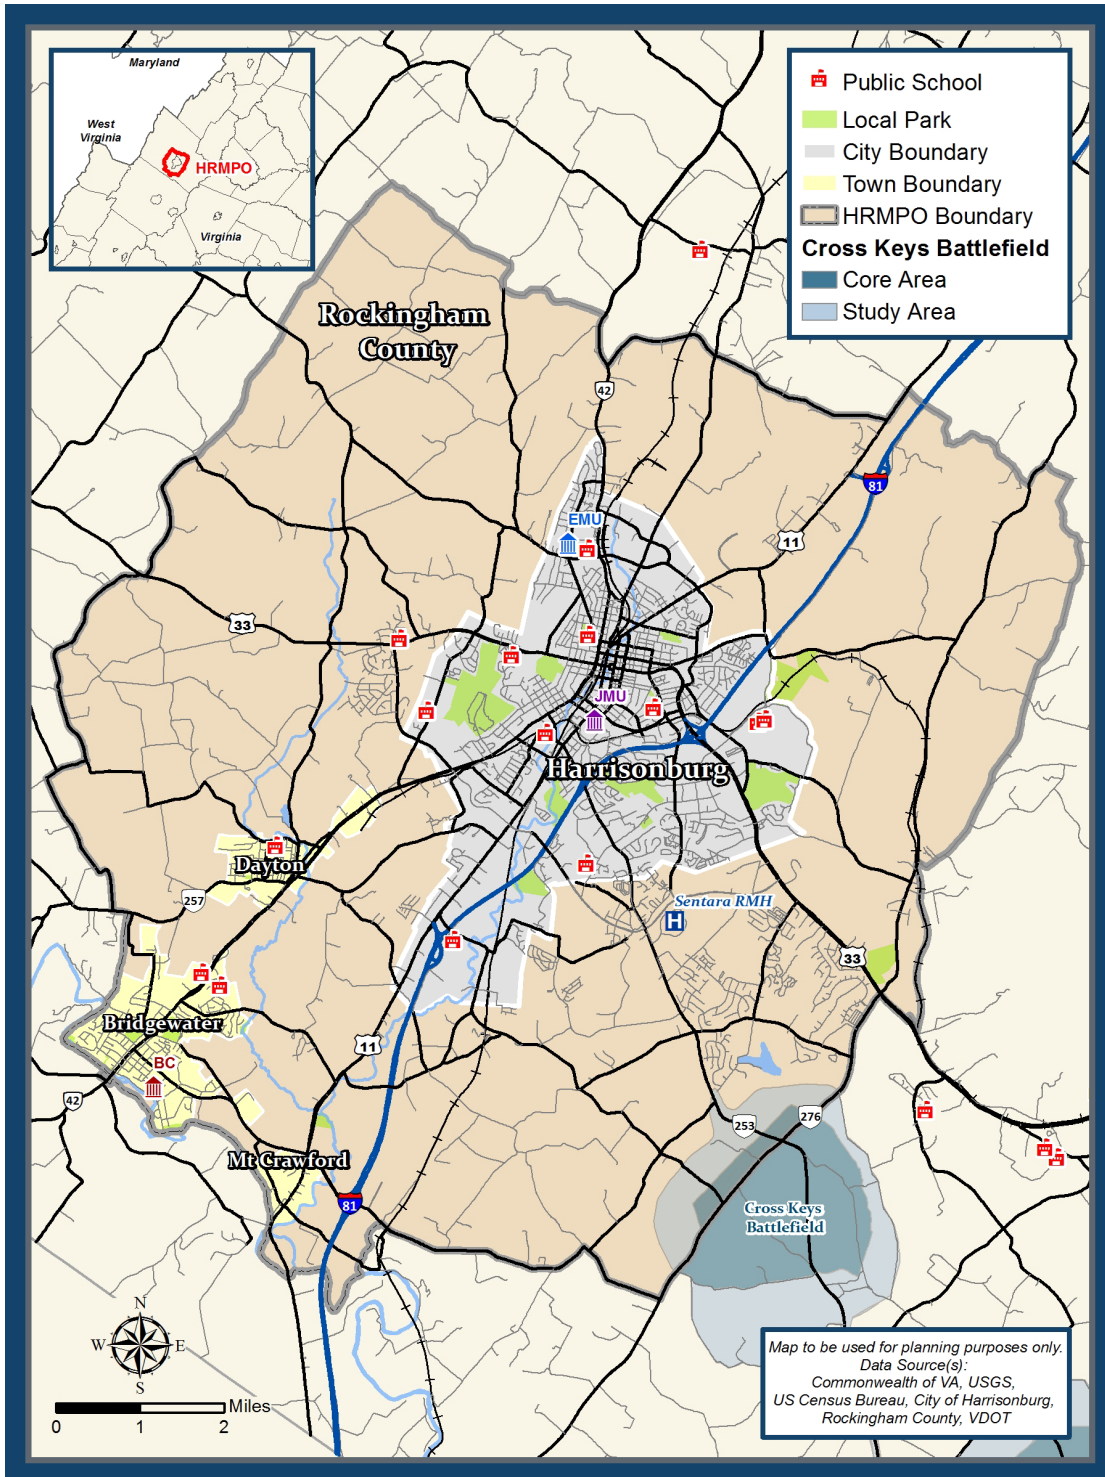 Maryland
West
Virginia
HRMPO
Virginia
Public School
Local Park
City Boundary
Town Boundary
HRMPO Boundary
Cross Keys Battlefield
Core Area
Study Area
Rockingham
County
42
81
EMU
11
33
JMU
Harrisonburg
Dayton
257
Sentara RMH
H
33
Bridgewater
11
BC
42
276
253
Mt Crawford
81
Cross Keys
Battlefield
N
W E
S
Miles
0 1 2
Map to be used for planning purposes only.
Data Source(s):
Commonwealth of VA, USGS,
US Census Bureau, City of Harrisonburg,
Rockingham County, VDOT